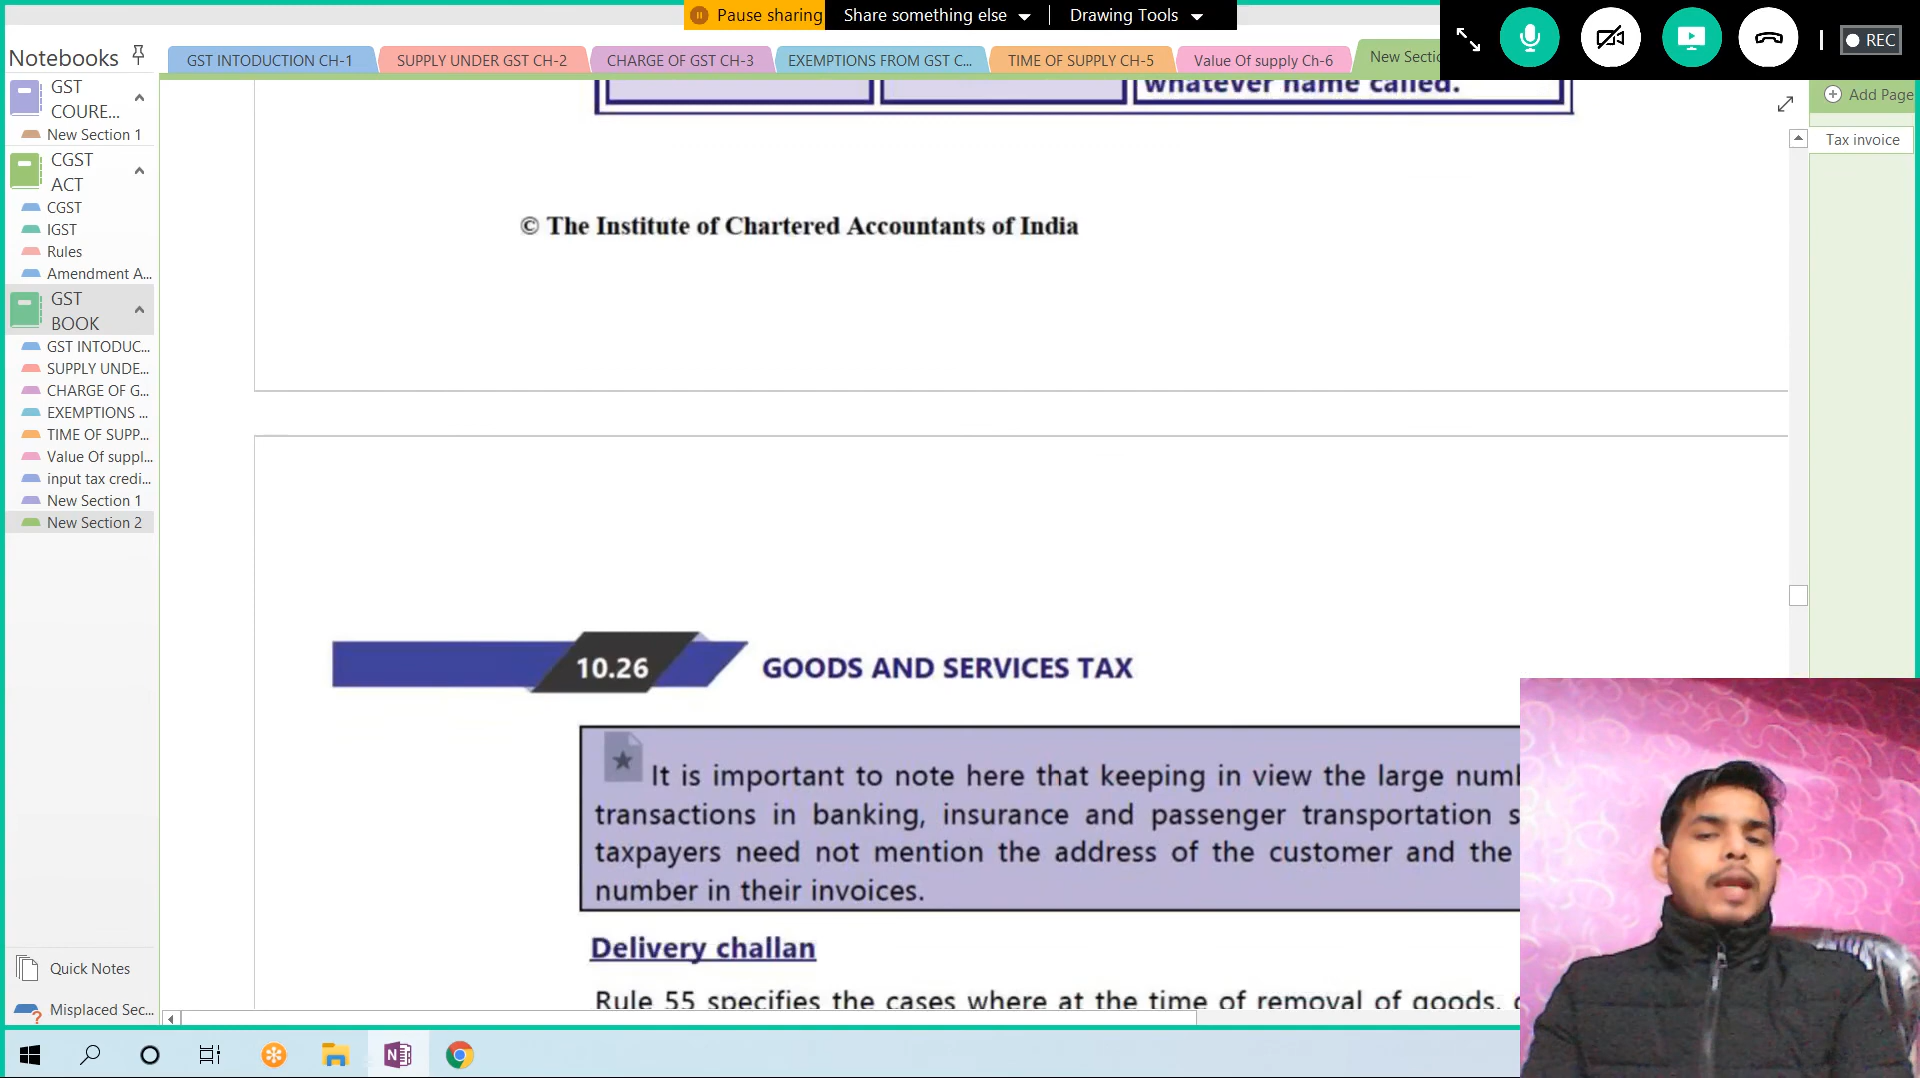 Pause sharing
Share something else
Drawing Tools
REC
Notebooks
GST INTODUCTION CH-1
SUPPLY UNDER GST CH-2
CHARGE OF GST CH-3
EXEMPTIONS FROM GST C...
TIME OF SUPPLY CH-5
Value Of supply Ch-6
New Sectio
Add Page
Tax invoice
GST
COURE...
New Section 1
CGST
ACT
CGST
IGST
Rules
Amendment A...
GST
BOOK
GST INTODUC...
SUPPLY UNDE...
CHARGE OF G...
EXEMPTIONS ...
TIME OF SUPP...
Value Of suppl...
input tax credi...
New Section 1
New Section 2
Quick Notes
Misplaced Sec...
whatever name called.
© The Institute of Chartered Accountants of India
10.26
GOODS AND SERVICES TAX
It is important to note here that keeping in view the large num
transactions in banking, insurance and passenger transportation s
taxpayers need not mention the address of the customer and the
number in their invoices.
Delivery challan
Rule 55 specifies the cases where at the time of removal of goods,